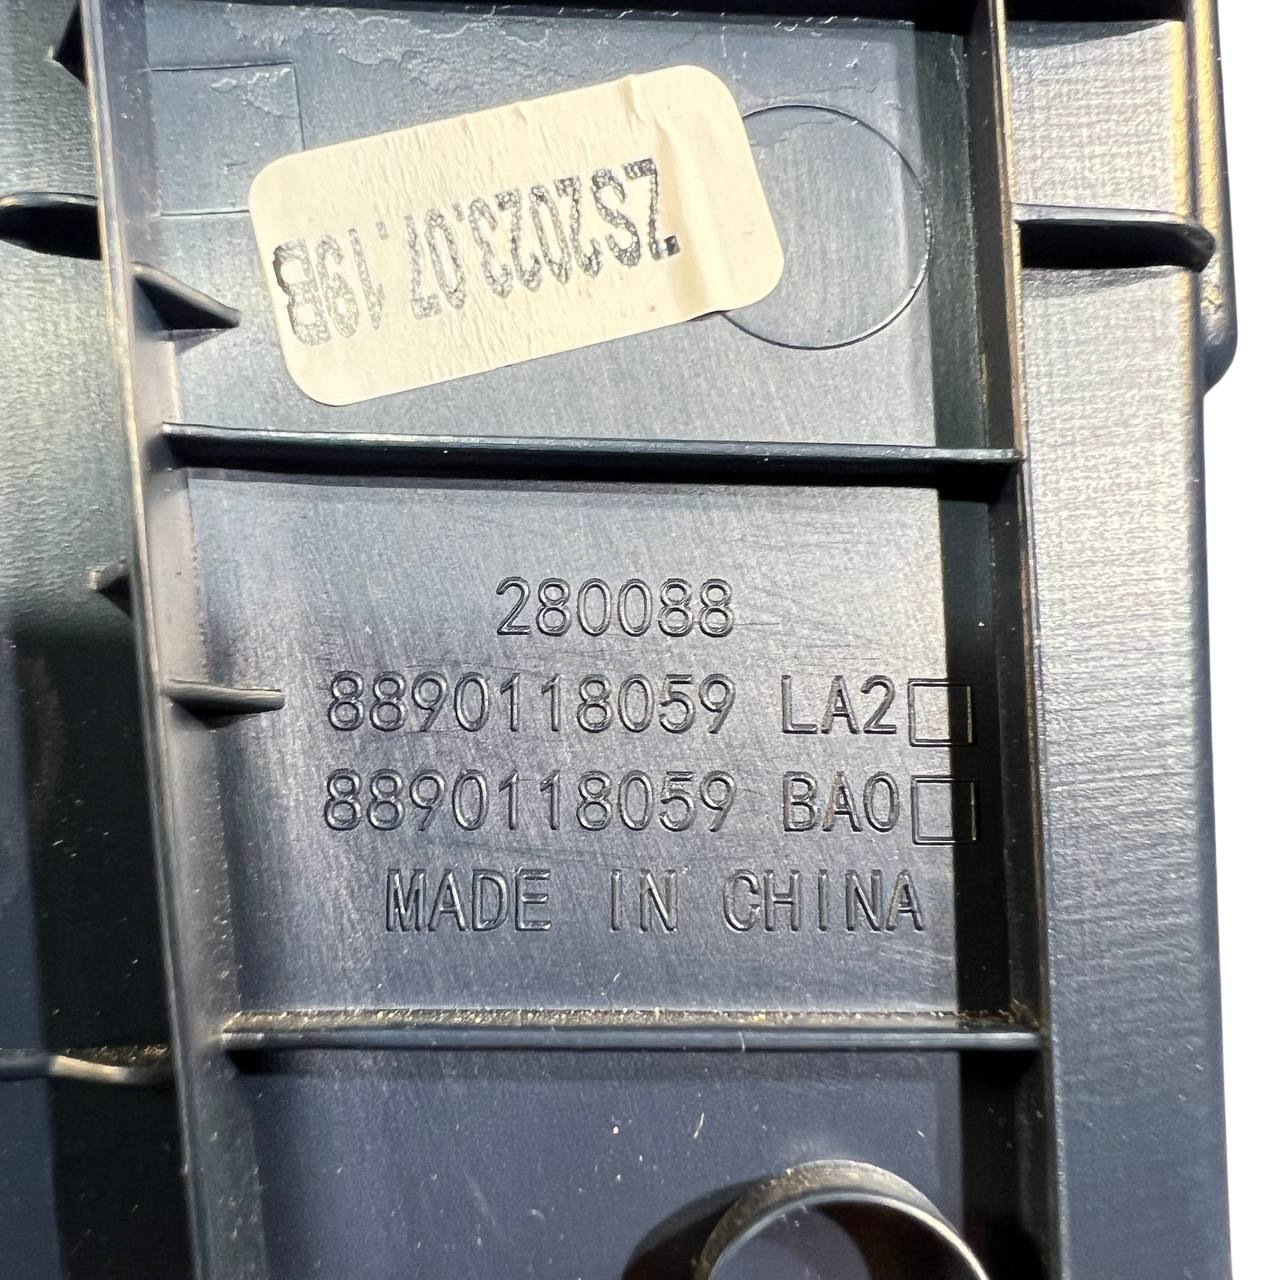 ZS2023.07.19B
280088
8890118059 LA2□
8890118059 BA0□
MADE IN CHINA